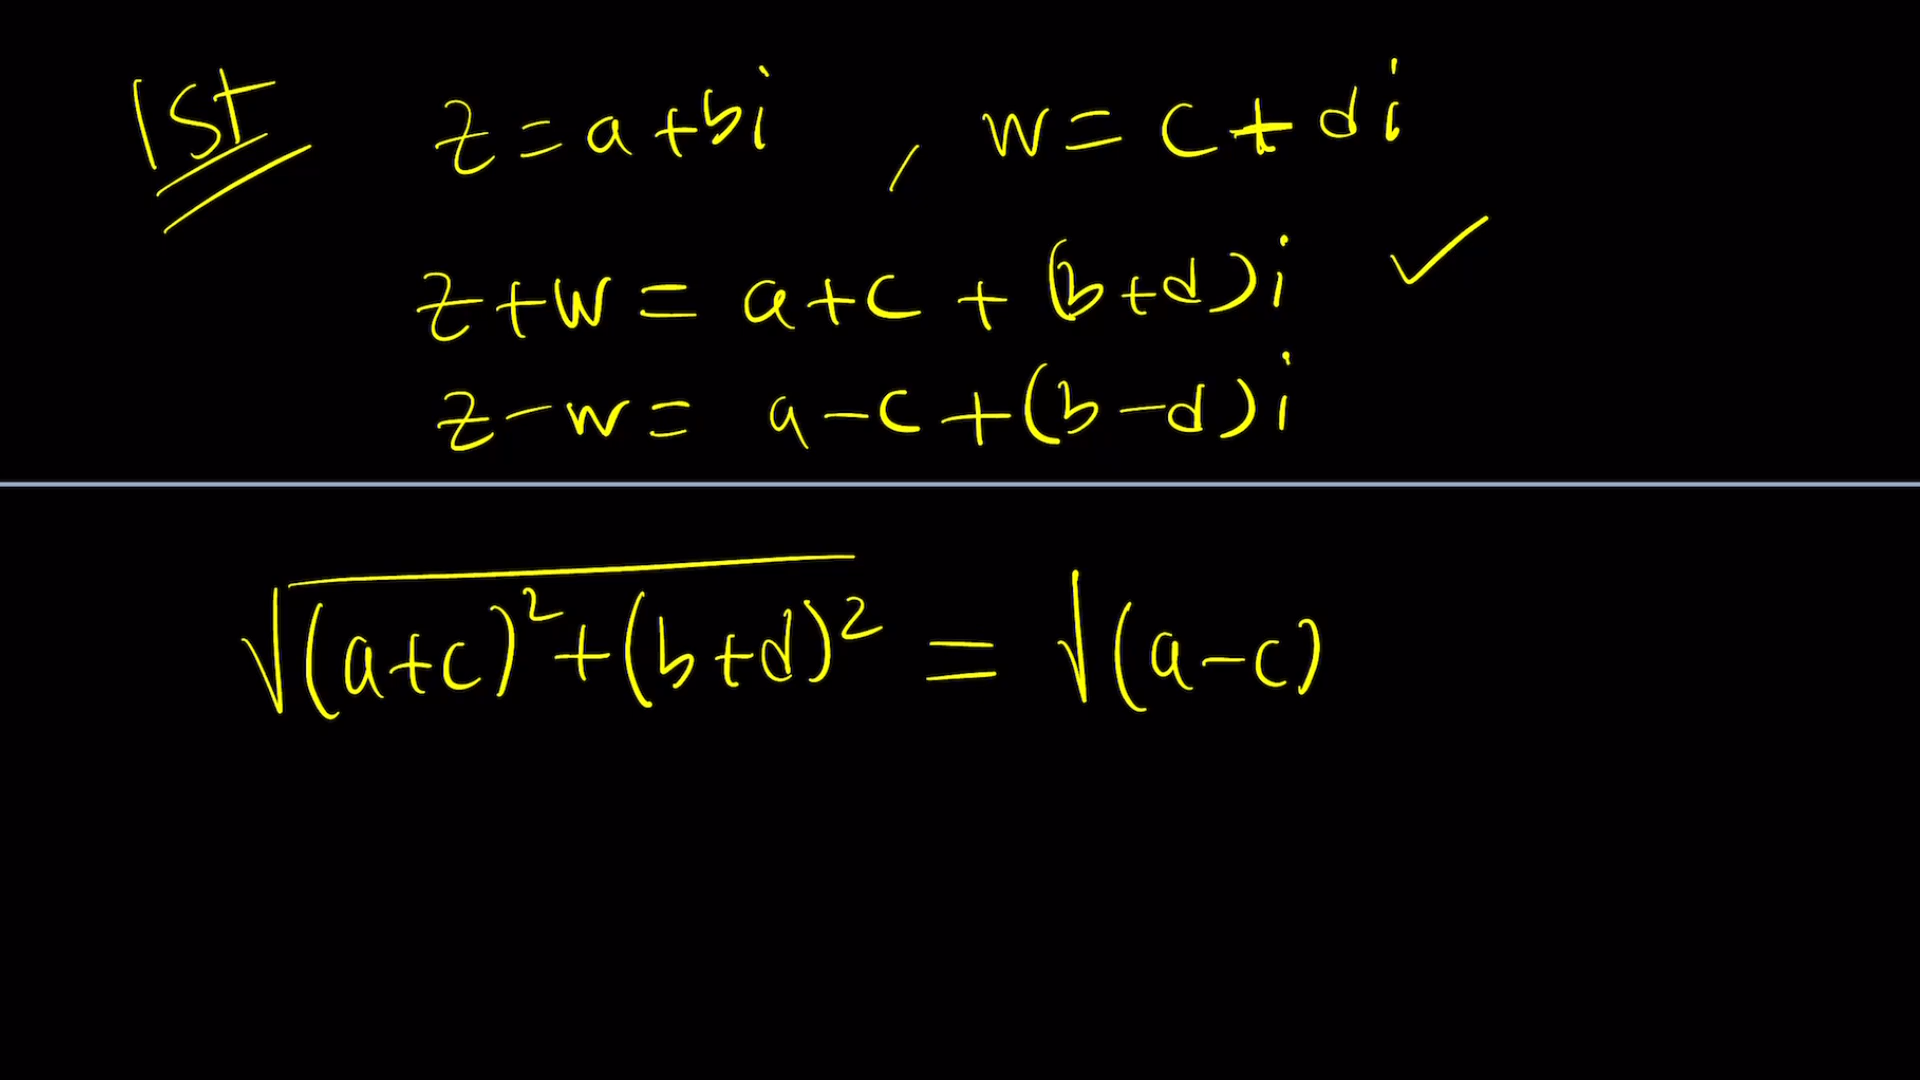 1st z = a + bi , w = c + di
z + w = a + c + (b + d) i ✓
z - w = a - c + (b - d) i
√((a+c)² + (b+d)²) = √(a-c)